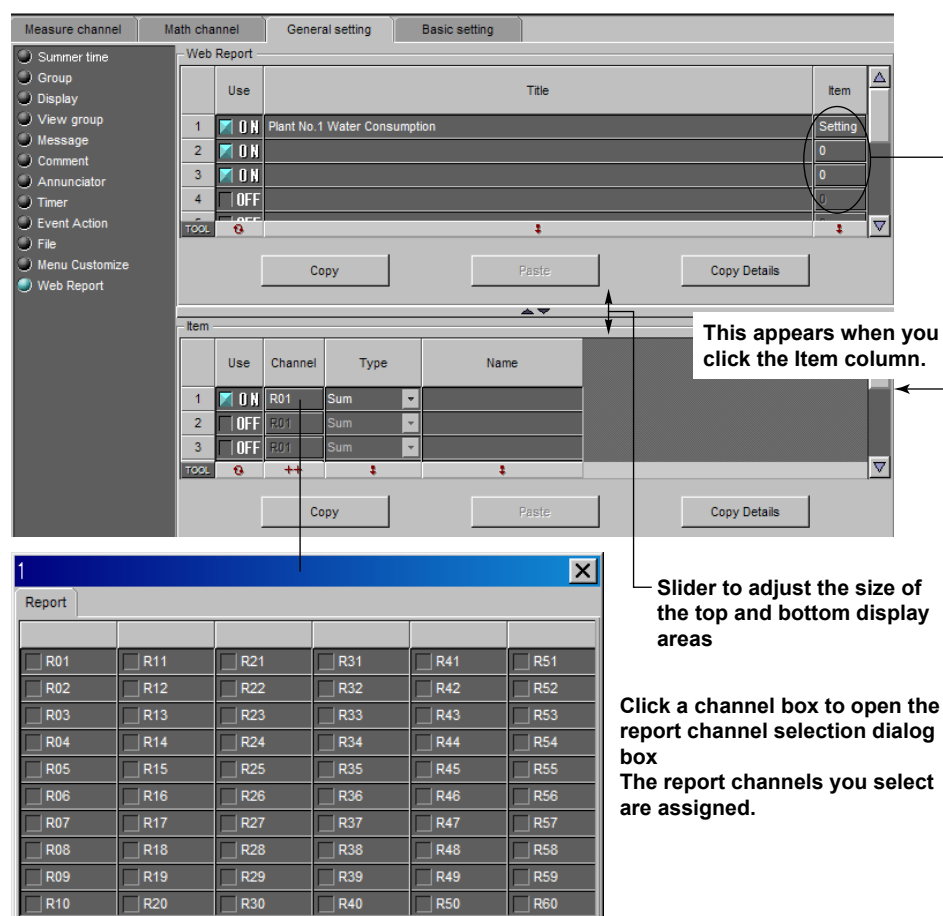 Measure channel Math channel General setting Basic setting
Summer time
Group
Display
View group
Message
Comment
Annunciator
Timer
Event Action
File
Menu Customize
Web Report
Web Report
Use Title Item
1 ON Plant No.1 Water Consumption Setting
2 ON 0
3 ON 0
4 OFF 0
TOOL
Copy Paste Copy Details
This appears when you
click the Item column.
Item
Use Channel Type Name
1 ON R01 Sum
2 OFF R01 Sum
3 OFF R01 Sum
TOOL ++
Copy Paste Copy Details
Slider to adjust the size of
the top and bottom display
areas
Click a channel box to open the
report channel selection dialog
box
The report channels you select
are assigned.
1
Report
R01 R11 R21 R31 R41 R51
R02 R12 R22 R32 R42 R52
R03 R13 R23 R33 R43 R53
R04 R14 R24 R34 R44 R54
R05 R15 R25 R35 R45 R55
R06 R16 R26 R36 R46 R56
R07 R17 R27 R37 R47 R57
R08 R18 R28 R38 R48 R58
R09 R19 R29 R39 R49 R59
R10 R20 R30 R40 R50 R60